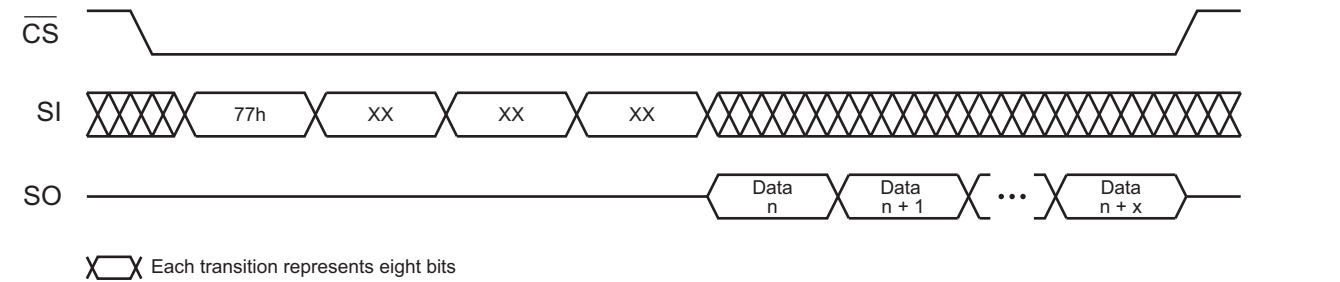 CS
SI 77h XX XX XX
SO Data n Data n + 1 ••• Data n + x
Each transition represents eight bits